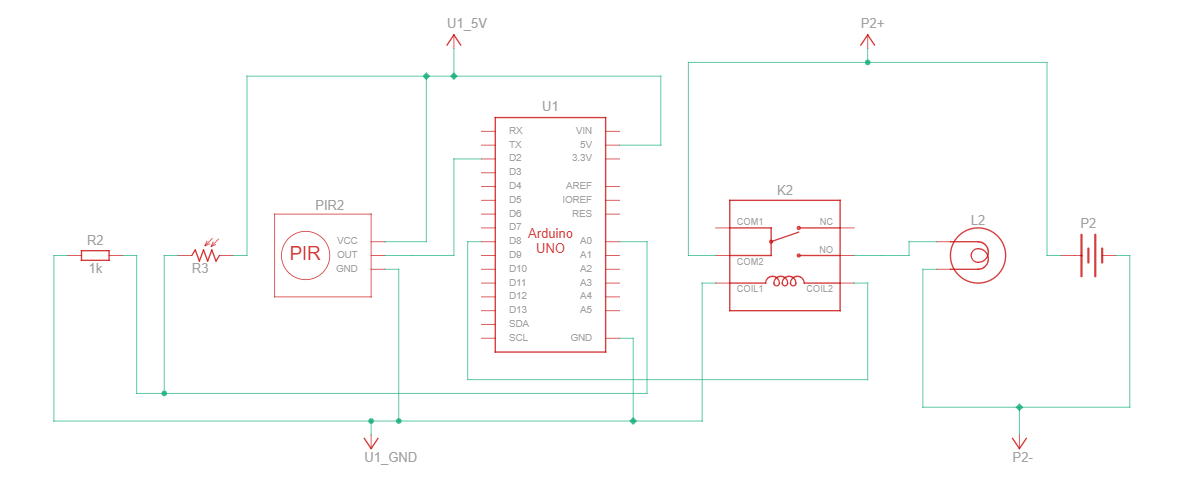 U1_5V
P2+
U1
RX
TX
D2
D3
D4
D5
D6
D7
D8
D9
D10
D11
D12
D13
SDA
SCL
VIN
5V
3.3V
AREF
IOREF
RES
A0
A1
A2
A3
A4
A5
GND
Arduino
UNO
PIR2
PIR
VCC
OUT
GND
R2
1k
R3
K2
COM1
NC
COM2
NO
COIL1
COIL2
L2
P2
U1_GND
P2-